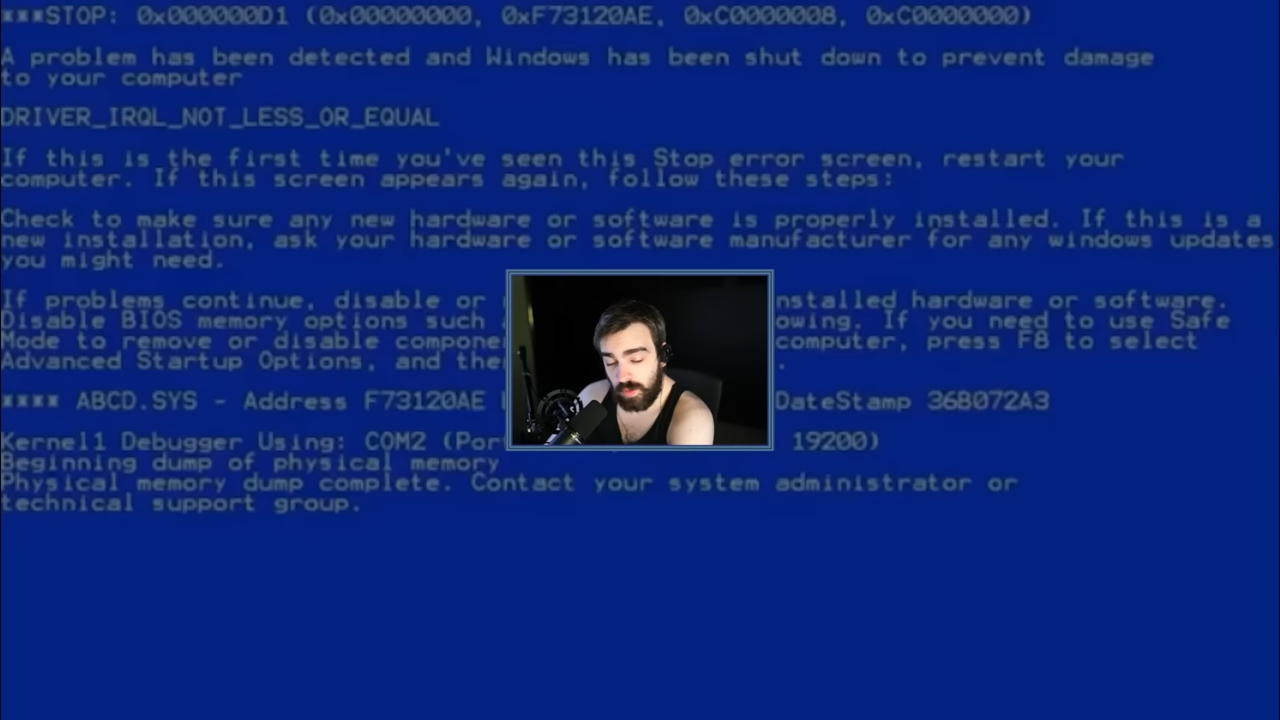 ***STOP: 0x000000D1 (0x00000000, 0xF73120AE, 0xC0000008, 0xC0000000)
A problem has been detected and Windows has been shut down to prevent damage
to your computer
DRIVER_IRQL_NOT_LESS_OR_EQUAL
If this is the first time you've seen this Stop error screen, restart your
computer. If this screen appears again, follow these steps:
Check to make sure any new hardware or software is properly installed. If this is a
new installation, ask your hardware or software manufacturer for any windows updates
you might need.
If problems continue, disable or nstalled hardware or software.
Disable BIOS memory options such owing. If you need to use Safe
Mode to remove or disable compone computer, press F8 to select
Advanced Startup Options, and the .
**** ABCD.SYS - Address F73120AE DateStamp 36B072A3
Kernel1 Debugger Using: COM2 (Por 19200)
Beginning dump of physical memory
Physical memory dump complete. Contact your system administrator or
technical support group.